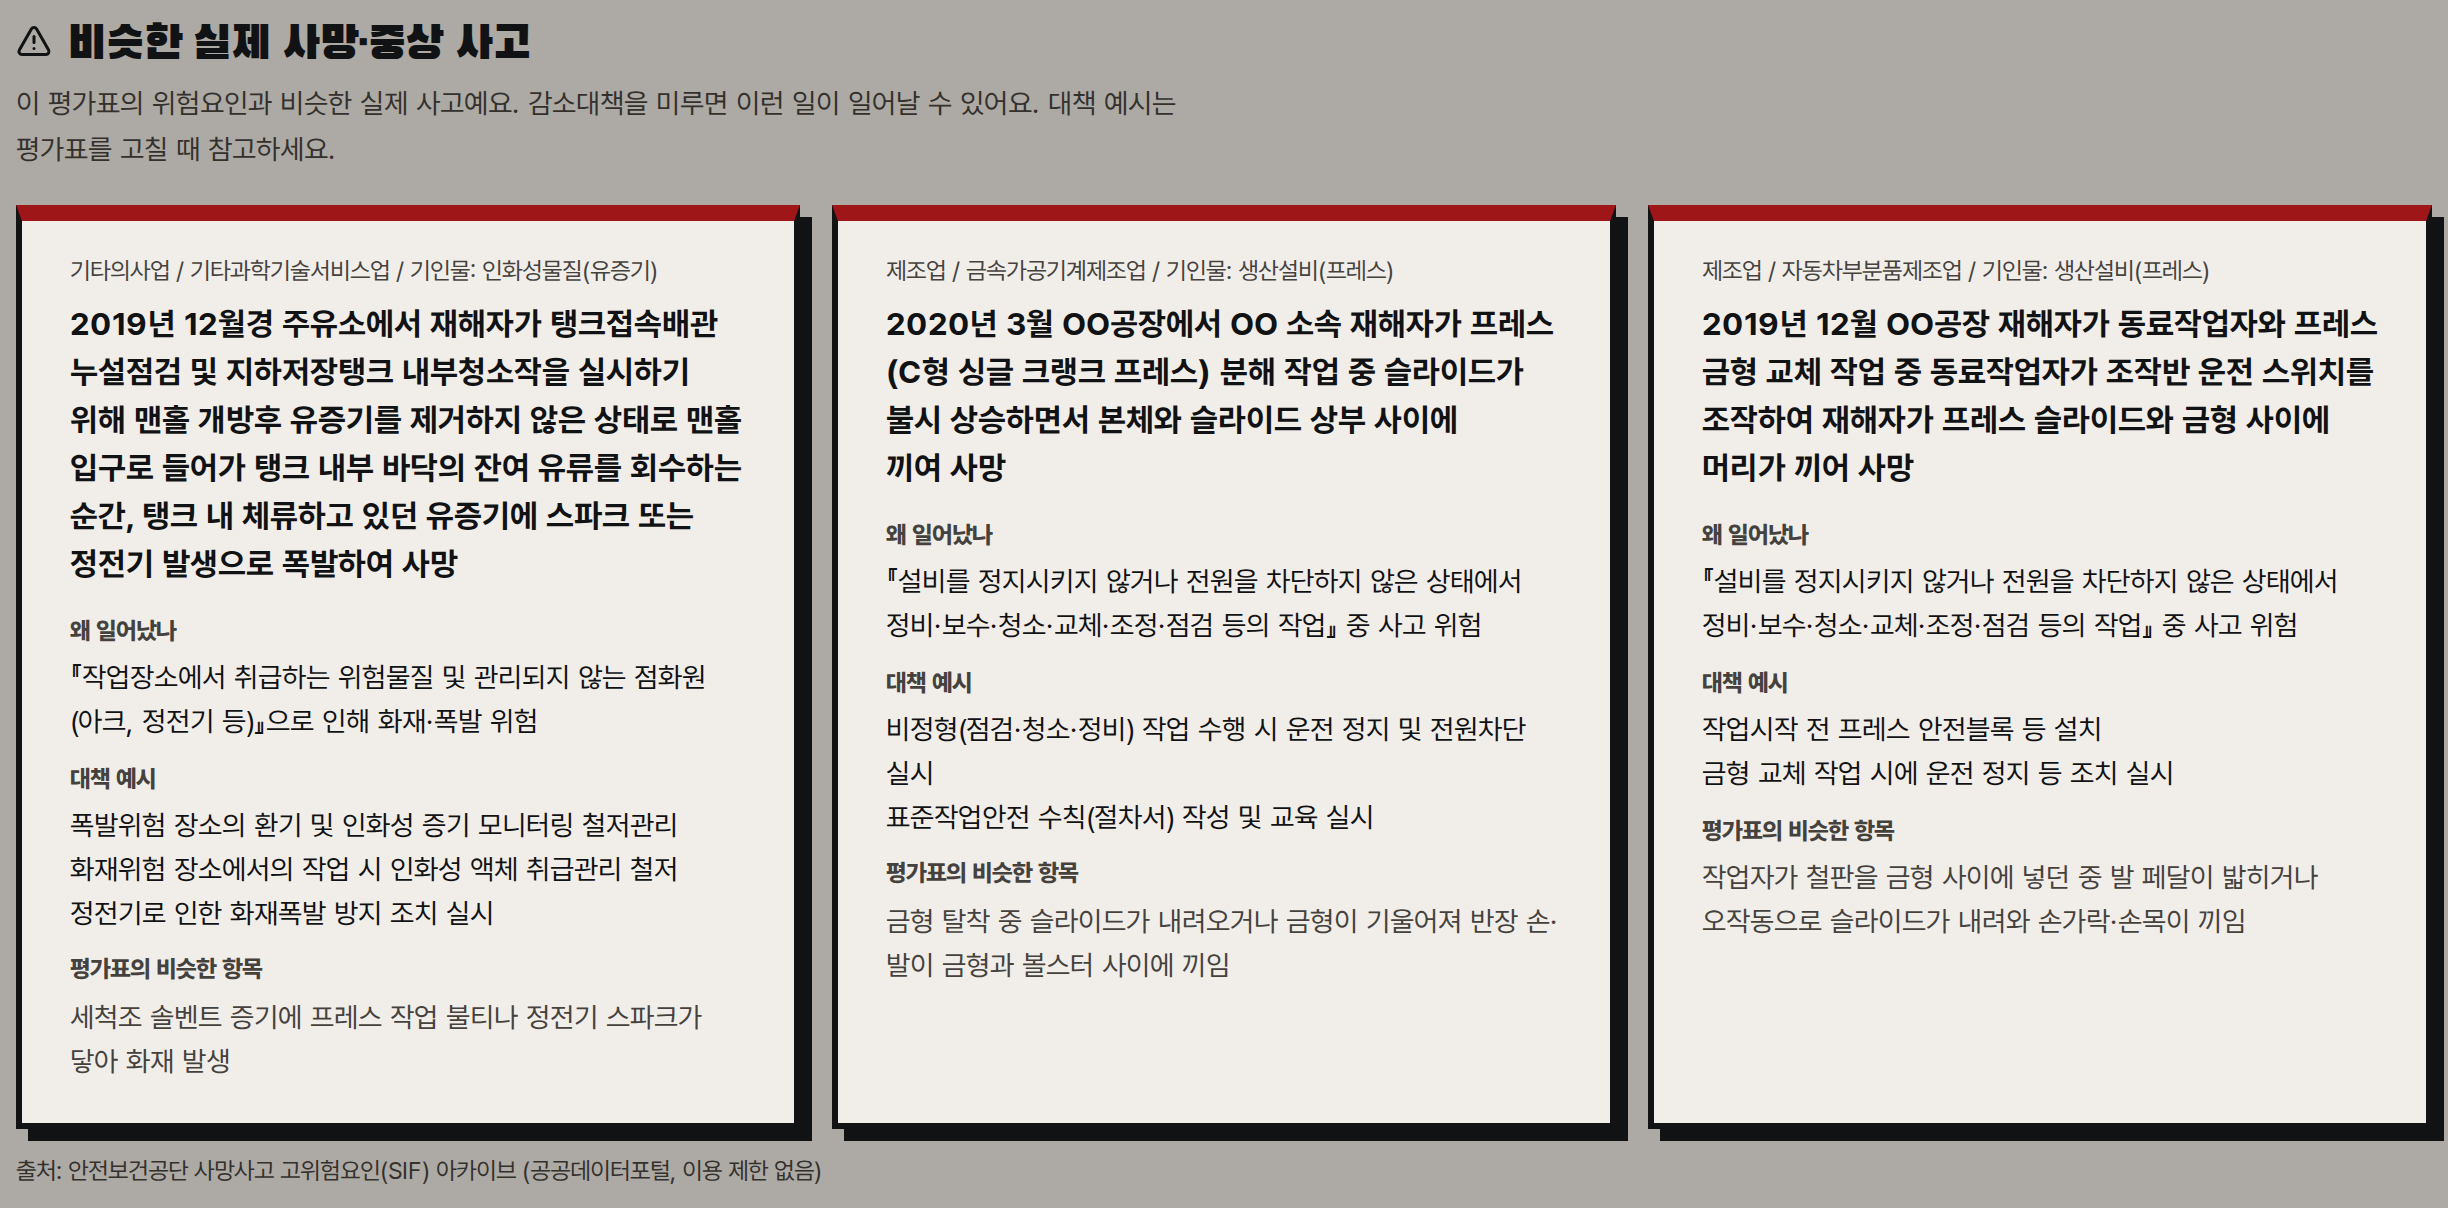 비슷한 실제 사망·중상 사고
이 평가표의 위험요인과 비슷한 실제 사고예요. 감소대책을 미루면 이런 일이 일어날 수 있어요. 대책 예시는
평가표를 고칠 때 참고하세요.
기타의사업 / 기타과학기술서비스업 / 기인물: 인화성물질(유증기)
2019년 12월경 주유소에서 재해자가 탱크접속배관
누설점검 및 지하저장탱크 내부청소작을 실시하기
위해 맨홀 개방후 유증기를 제거하지 않은 상태로 맨홀
입구로 들어가 탱크 내부 바닥의 잔여 유류를 회수하는
순간, 탱크 내 체류하고 있던 유증기에 스파크 또는
정전기 발생으로 폭발하여 사망
왜 일어났나
『작업장소에서 취급하는 위험물질 및 관리되지 않는 점화원
(아크, 정전기 등)』으로 인해 화재·폭발 위험
대책 예시
폭발위험 장소의 환기 및 인화성 증기 모니터링 철저관리
화재위험 장소에서의 작업 시 인화성 액체 취급관리 철저
정전기로 인한 화재폭발 방지 조치 실시
평가표의 비슷한 항목
세척조 솔벤트 증기에 프레스 작업 불티나 정전기 스파크가
닿아 화재 발생
제조업 / 금속가공기계제조업 / 기인물: 생산설비(프레스)
2020년 3월 OO공장에서 OO 소속 재해자가 프레스
(C형 싱글 크랭크 프레스) 분해 작업 중 슬라이드가
불시 상승하면서 본체와 슬라이드 상부 사이에
끼여 사망
왜 일어났나
『설비를 정지시키지 않거나 전원을 차단하지 않은 상태에서
정비·보수·청소·교체·조정·점검 등의 작업』 중 사고 위험
대책 예시
비정형(점검·청소·정비) 작업 수행 시 운전 정지 및 전원차단
실시
표준작업안전 수칙(절차서) 작성 및 교육 실시
평가표의 비슷한 항목
금형 탈착 중 슬라이드가 내려오거나 금형이 기울어져 반장 손·
발이 금형과 볼스터 사이에 끼임
제조업 / 자동차부분품제조업 / 기인물: 생산설비(프레스)
2019년 12월 OO공장 재해자가 동료작업자와 프레스
금형 교체 작업 중 동료작업자가 조작반 운전 스위치를
조작하여 재해자가 프레스 슬라이드와 금형 사이에
머리가 끼어 사망
왜 일어났나
『설비를 정지시키지 않거나 전원을 차단하지 않은 상태에서
정비·보수·청소·교체·조정·점검 등의 작업』 중 사고 위험
대책 예시
작업시작 전 프레스 안전블록 등 설치
금형 교체 작업 시에 운전 정지 등 조치 실시
평가표의 비슷한 항목
작업자가 철판을 금형 사이에 넣던 중 발 페달이 밟히거나
오작동으로 슬라이드가 내려와 손가락·손목이 끼임
출처: 안전보건공단 사망사고 고위험요인(SIF) 아카이브 (공공데이터포털, 이용 제한 없음)